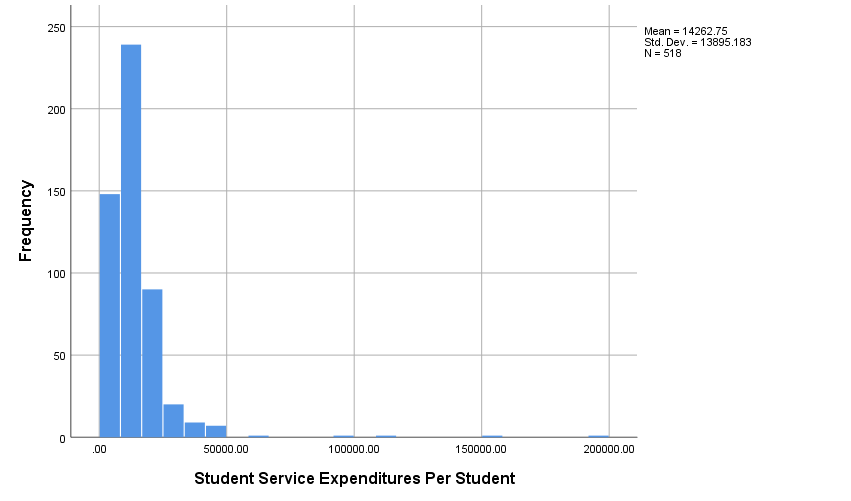 250
200
150
100
50
0
Frequency
.00
50000.00
100000.00
150000.00
200000.00
Student Service Expenditures Per Student
Mean = 14262.75
Std. Dev. = 13895.183
N = 518